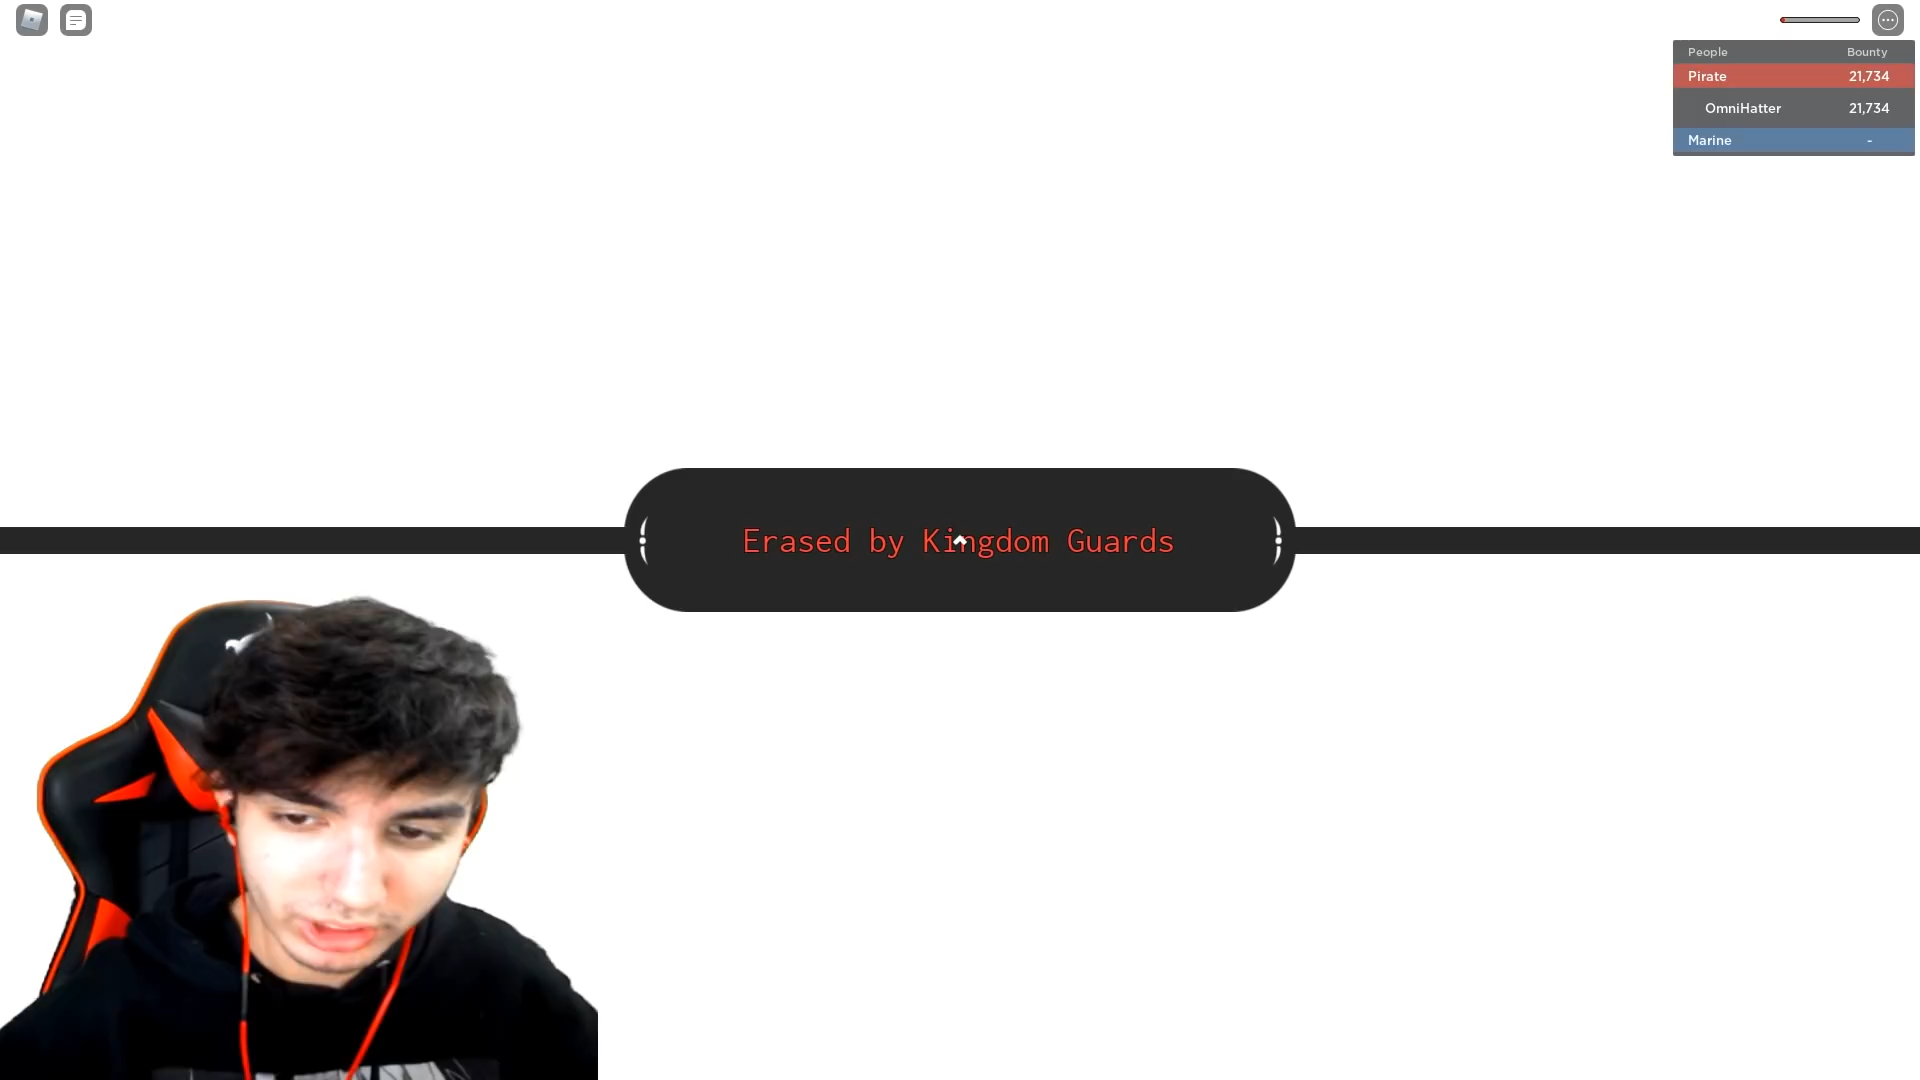 People Bounty
Pirate 21,734
OmniHatter 21,734
Marine -
Erased by Kingdom Guards